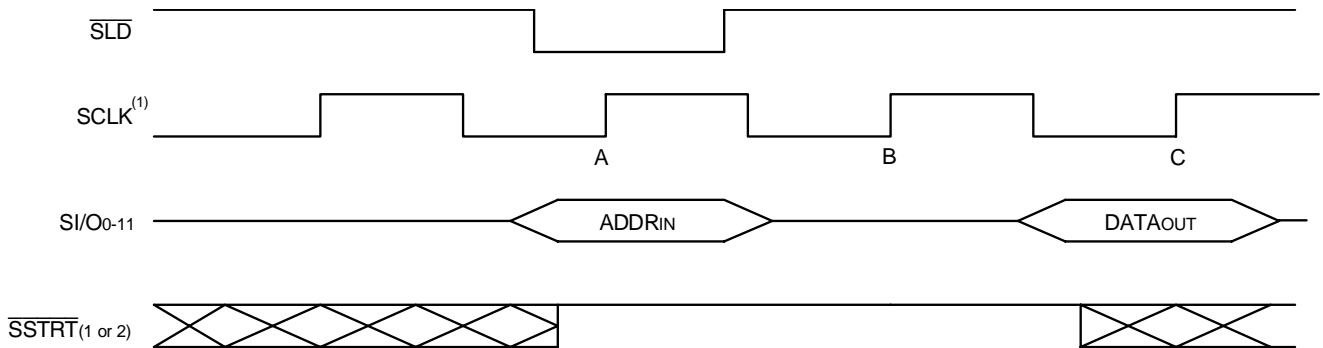 SLD
SCLK(1)
A B C
SI/O0-11 ADDRIN DATAOUT
SSTRT(1 or 2)